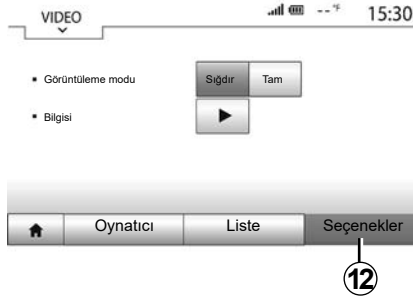 VIDEO --°F 15:30
▪ Görüntüleme modu Sığdır Tam
▪ Bilgisi
Oynatıcı Liste Seçenekler
12